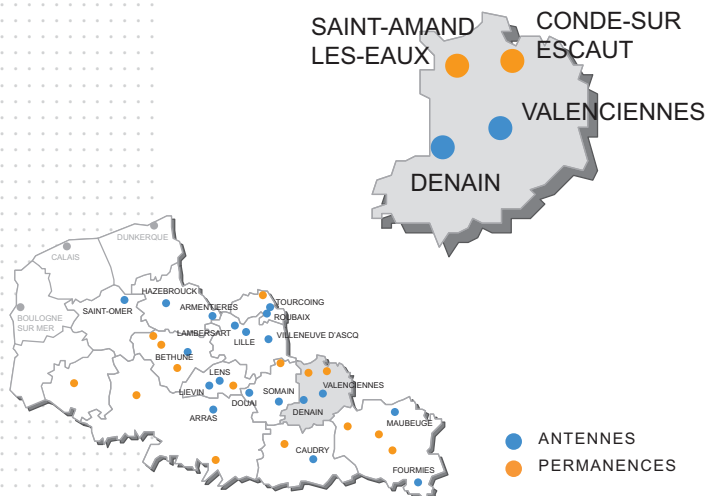 SAINT-AMAND
LES-EAUX
CONDE-SUR
ESCAUT
VALENCIENNES
DENAIN
DUNKERQUE
CALAIS
BOULOGNE
SUR MER
SAINT-OMER
HAZEBROUCK
ARMENTIERES
TOURCOING
ROUBAIX
LAMBERSART
LILLE
VILLENEUVE D'ASCQ
BETHUNE
LENS
LIEVIN
DOUAI
SOMAIN
VALENCIENNES
DENAIN
ARRAS
MAUBEUGE
CAUDRY
FOURMIES
ANTENNES
PERMANENCES